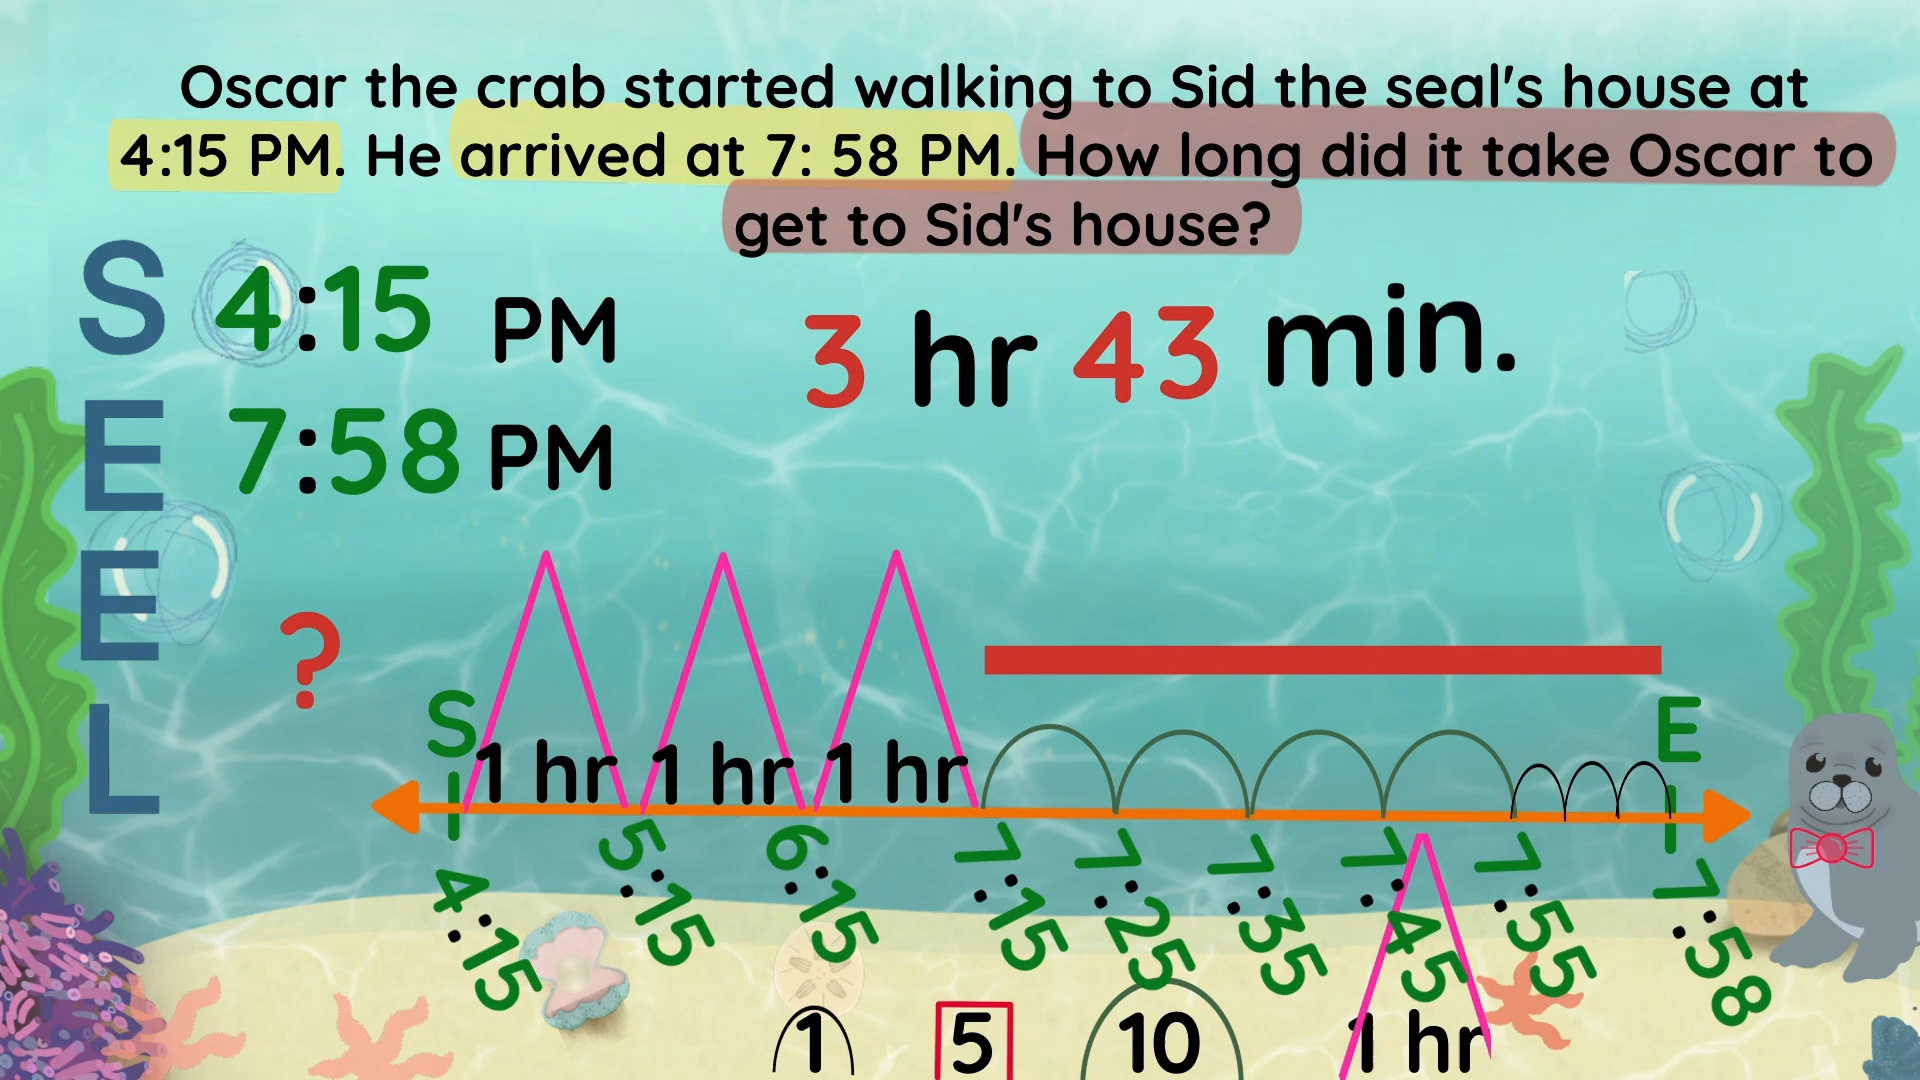 Oscar the crab started walking to Sid the seal's house at
4:15 PM. He arrived at 7: 58 PM. How long did it take Oscar to
get to Sid's house?
S 4:15 PM
3 hr 43 min.
E 7:58 PM
E ?
L
S E
1 hr 1 hr 1 hr
4:15 5:15 6:15 7:15 7:25 7:35 7:45 7:55 7:58
1 5 10 1 hr